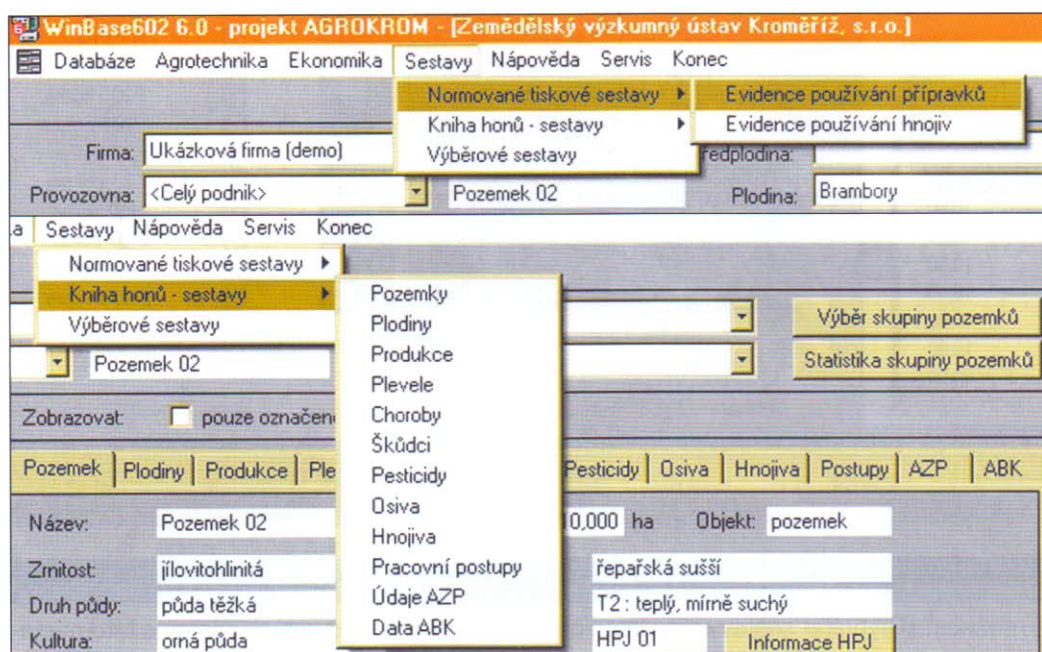 WinBase602 6.0 - projekt AGROKROM - [Zemědělský výzkumný ústav Kroměříž, s.r.o.]
Databáze Agrotechnika Ekonomika Sestavy Nápověda Servis Konec
Normované tiskové sestavy Evidence používání přípravků
Kniha honů - sestavy Evidence používání hnojiv
Firma: Ukázková firma (demo) Výběrové sestavy redplodina:
Provozovna: <Celý podnik> Pozemek 02 Plodina: Brambory
a Sestavy Nápověda Servis Konec
Normované tiskové sestavy
Kniha honů - sestavy Pozemky
Výběrové sestavy Plodiny Výběr skupiny pozemků
Pozemek 02 Produkce Statistika skupiny pozemků
Plevele
Zobrazovat: pouze označen Choroby
Škůdci
Pozemek Plodiny Produkce Ple Pesticidy Pesticidy Osiva Hnojiva Postupy AZP ABK
Osiva
Název: Pozemek 02 Hnojiva 0,000 ha Objekt: pozemek
Zrnitost: jílovitohlinitá Pracovní postupy řepařská sušší
Druh půdy: půda těžká Údaje AZP T2 : teplý, mírně suchý
Kultura: orná půda Data ABK HPJ 01 Informace HPJ